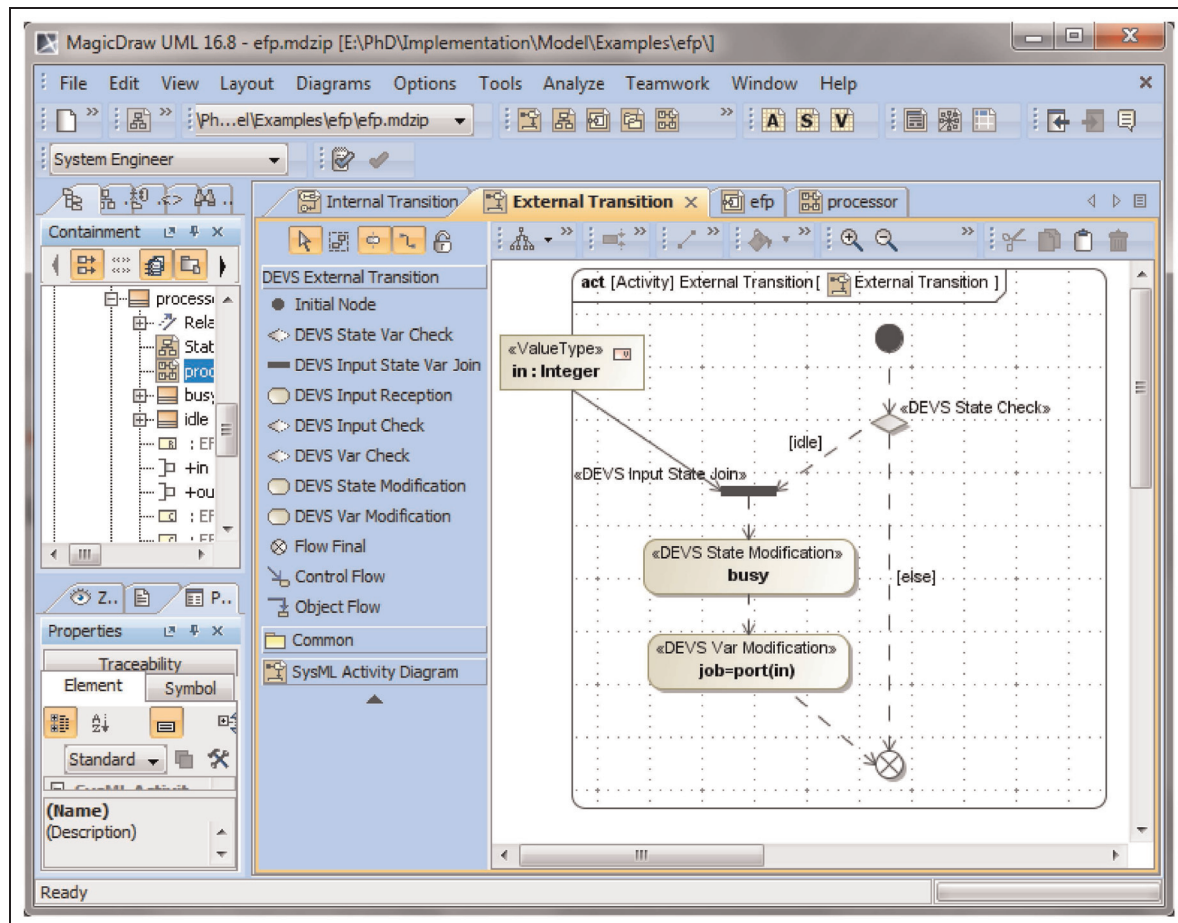 MagicDraw UML 16.8 - efp.mdzip [E:\PhD\Implementation\Model\Examples\efp\]
File Edit View Layout Diagrams Options Tools Analyze Teamwork Window Help
\Ph...el\Examples\efp\efp.mdzip
A S V
System Engineer
Internal Transition External Transition efp processor
Containment
processo
Rela
Stat
proc
busy
idle
: EF
+in
+ou
: EF
: EF
Z.. P..
Properties
Traceability
Element Symbol
Standard
SysML Activit
(Name)
(Description)
DEVS External Transition
Initial Node
DEVS State Var Check
DEVS Input State Var Join
DEVS Input Reception
DEVS Input Check
DEVS Var Check
DEVS State Modification
DEVS Var Modification
Flow Final
Control Flow
Object Flow
Common
SysML Activity Diagram
act [Activity] External Transition [ External Transition ]
«ValueType»
in : Integer
«DEVS State Check»
[idle]
«DEVS Input State Join»
«DEVS State Modification»
busy
[else]
«DEVS Var Modification»
job=port(in)
Ready